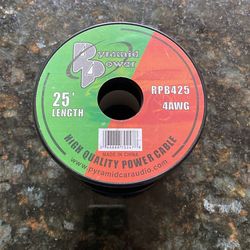 Pyramid
Power
25'
LENGTH
RPB425
4AWG
MADE IN CHINA
HIGH QUALITY POWER CABLE
www.pyramidcaraudio.com